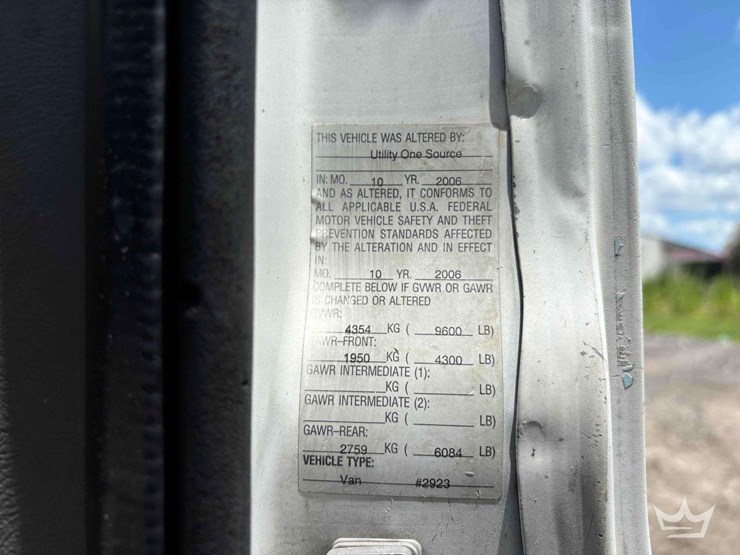 THIS VEHICLE WAS ALTERED BY:
Utility One Source
IN: MO. 10 YR. 2006
AND AS ALTERED, IT CONFORMS TO
ALL APPLICABLE U.S.A. FEDERAL
MOTOR VEHICLE SAFETY AND THEFT
PREVENTION STANDARDS AFFECTED
BY THE ALTERATION AND IN EFFECT
IN:
MO. 10 YR. 2006
COMPLETE BELOW IF GVWR OR GAWR
IS CHANGED OR ALTERED
GVWR:
4354 KG ( 9600 LB)
GAWR-FRONT:
1950 KG ( 4300 LB)
GAWR INTERMEDIATE (1):
KG ( LB)
GAWR INTERMEDIATE (2):
KG ( LB)
GAWR-REAR:
2759 KG ( 6084 LB)
VEHICLE TYPE:
Van #2923